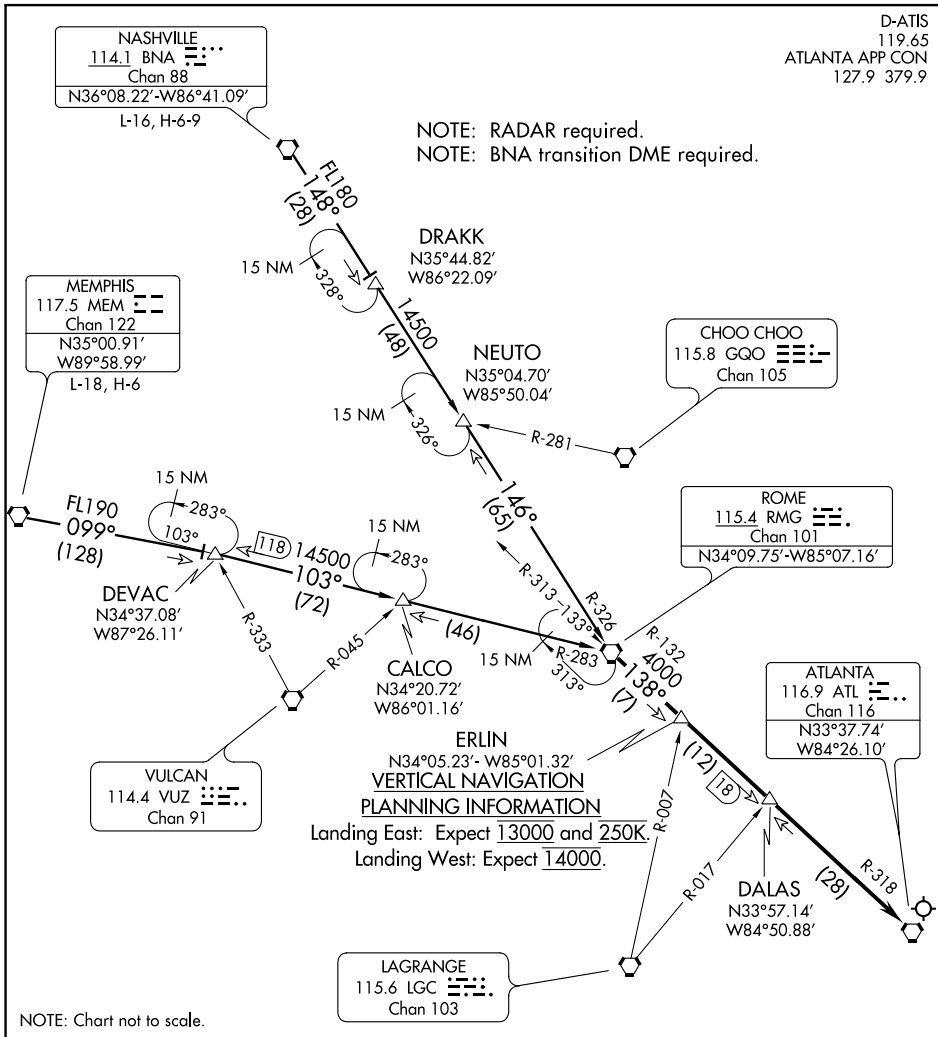 D-ATIS
119.65
ATLANTA APP CON
127.9 379.9
NASHVILLE
114.1 BNA
Chan 88
N36°08.22'-W86°41.09'
L-16, H-6-9
NOTE: RADAR required.
NOTE: BNA transition DME required.
FL180
148°
(28)
DRAKK
N35°44.82'
W86°22.09'
15 NM
328°
14500
(48)
MEMPHIS
117.5 MEM
Chan 122
N35°00.91'
W89°58.99'
L-18, H-6
NEUTO
N35°04.70'
W85°50.04'
15 NM
326°
CHOO CHOO
115.8 GQO
Chan 105
R-281
146°
(65)
ROME
115.4 RMG
Chan 101
N34°09.75'-W85°07.16'
FL190
099°
(128)
15 NM
283°
103°
118
14500
103°
(72)
15 NM
283°
DEVAC
N34°37.08'
W87°26.11'
R-333
R-045
(46)
CALCO
N34°20.72'
W86°01.16'
R-313
133°
R-326
15 NM
R-283
313°
R-132
4000
138°
(7)
ATLANTA
116.9 ATL
Chan 116
N33°37.74'
W84°26.10'
VULCAN
114.4 VUZ
Chan 91
ERLIN
N34°05.23'- W85°01.32'
VERTICAL NAVIGATION
PLANNING INFORMATION
Landing East: Expect 13000 and 250K.
Landing West: Expect 14000.
(12)
18
R-007
R-017
DALAS
N33°57.14'
W84°50.88'
(28)
R-318
LAGRANGE
115.6 LGC
Chan 103
NOTE: Chart not to scale.